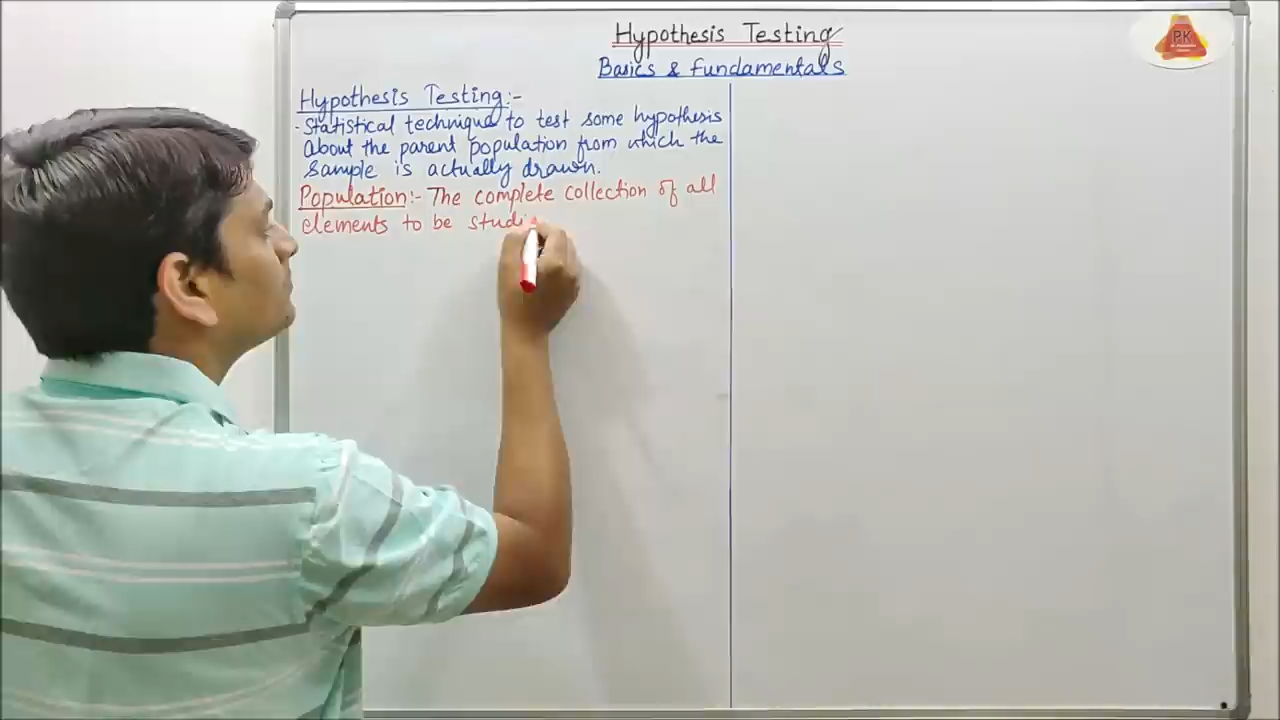 Hypothesis Testing
Basics & Fundamentals
PK
Hypothesis Testing:-
- Statistical technique to test some hypothesis
about the parent population from which the
sample is actually drawn.
Population:- The complete collection of all
elements to be studi